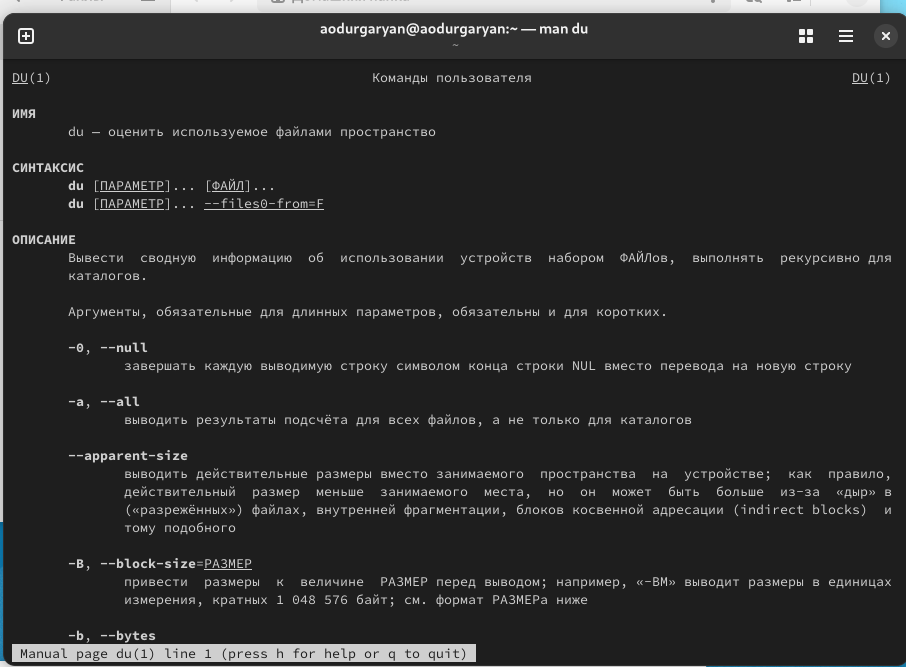 aodurgaryan@aodurgaryan:~ — man du
~
DU(1) Команды пользователя DU(1)
ИМЯ
du — оценить используемое файлами пространство
СИНТАКСИС
du [ПАРАМЕТР]... [ФАЙЛ]...
du [ПАРАМЕТР]... --files0-from=F
ОПИСАНИЕ
Вывести сводную информацию об использовании устройств набором ФАЙЛов, выполнять рекурсивно для
каталогов.
Аргументы, обязательные для длинных параметров, обязательны и для коротких.
-0, --null
завершать каждую выводимую строку символом конца строки NUL вместо перевода на новую строку
-a, --all
выводить результаты подсчёта для всех файлов, а не только для каталогов
--apparent-size
выводить действительные размеры вместо занимаемого пространства на устройстве; как правило,
действительный размер меньше занимаемого места, но он может быть больше из-за «дыр» в
(«разрежённых») файлах, внутренней фрагментации, блоков косвенной адресации (indirect blocks) и
тому подобного
-B, --block-size=РАЗМЕР
привести размеры к величине РАЗМЕР перед выводом; например, «-BM» выводит размеры в единицах
измерения, кратных 1 048 576 байт; см. формат РАЗМЕРа ниже
-b, --bytes
Manual page du(1) line 1 (press h for help or q to quit)